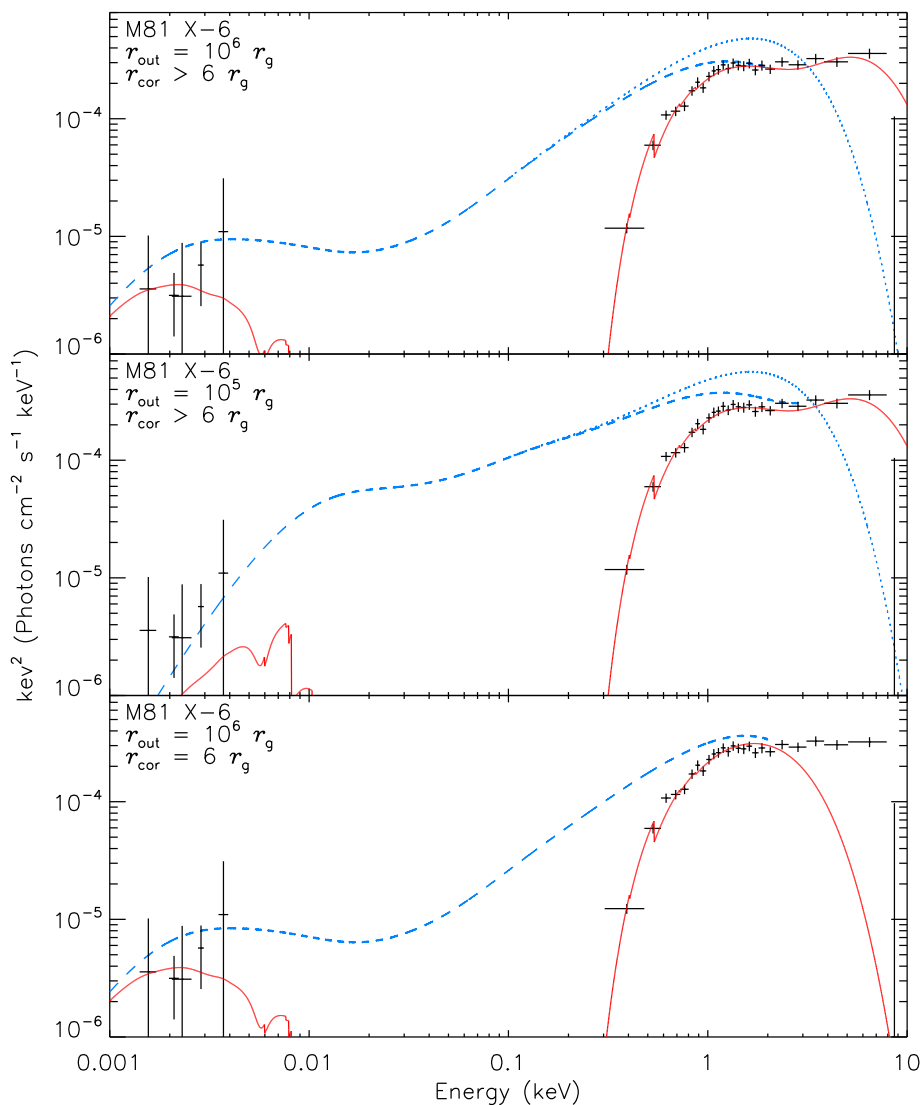 M81 X-6
r_out = 10^6 r_g
r_cor > 6 r_g
10^-4
10^-5
10^-6
M81 X-6
r_out = 10^5 r_g
r_cor > 6 r_g
10^-4
10^-5
10^-6
M81 X-6
r_out = 10^6 r_g
r_cor = 6 r_g
10^-4
10^-5
10^-6
kev^2 (Photons cm^-2 s^-1 keV^-1)
0.001 0.01 0.1 1 10
Energy (keV)